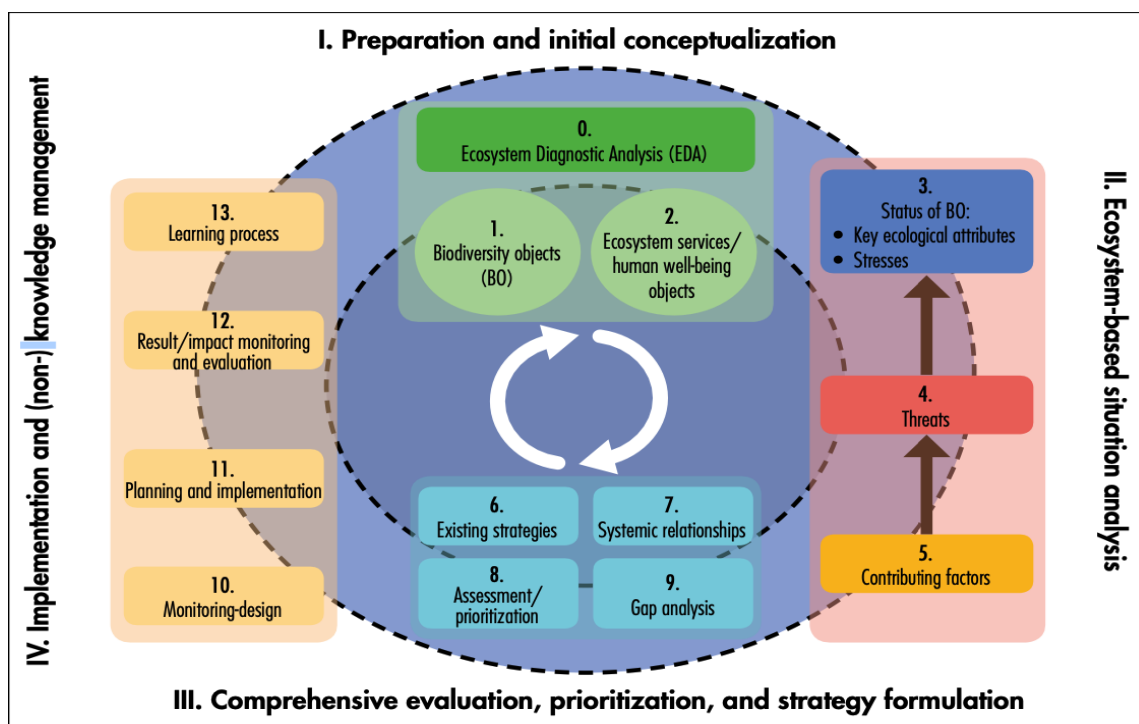 I. Preparation and initial conceptualization
0.
Ecosystem Diagnostic Analysis (EDA)
1.
Biodiversity objects
(BO)
2.
Ecosystem services/
human well-being
objects
II. Ecosystem-based situation analysis
3.
Status of BO:
• Key ecological attributes
• Stresses
4.
Threats
5.
Contributing factors
III. Comprehensive evaluation, prioritization, and strategy formulation
6.
Existing strategies
7.
Systemic relationships
8.
Assessment/
prioritization
9.
Gap analysis
IV. Implementation and (non-) knowledge management
13.
Learning process
12.
Result/impact monitoring
and evaluation
11.
Planning and implementation
10.
Monitoring-design